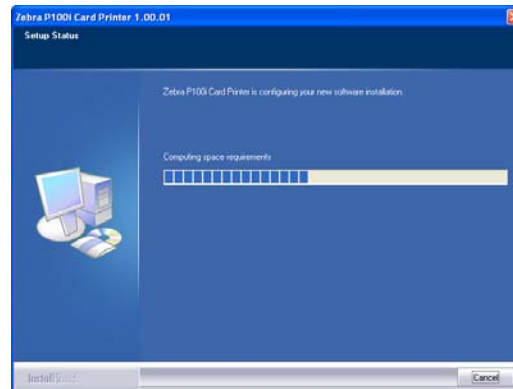 Zebra P100i Card Printer 1.00.01
Setup Status
Zebra P100i Card Printer is configuring your new software installation.
Computing space requirements
InstallShield
Cancel